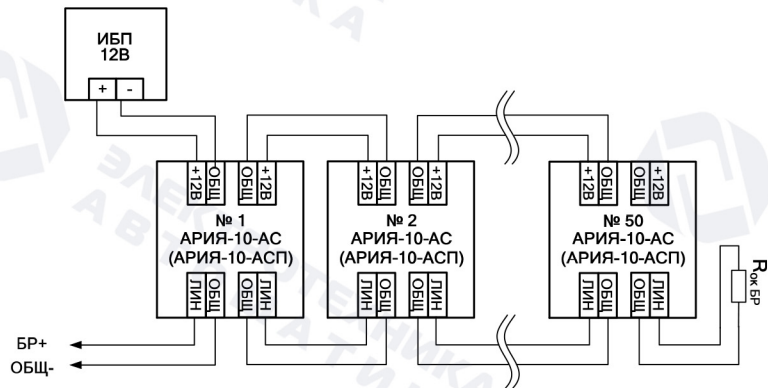 ИБП
12В
+ -
+12В ОБЩ ОБЩ +12В
№ 1
АРИЯ-10-АС
(АРИЯ-10-АСП)
ЛИН ОБЩ ОБЩ ЛИН
+12В ОБЩ ОБЩ +12В
№ 2
АРИЯ-10-АС
(АРИЯ-10-АСП)
ЛИН ОБЩ ОБЩ ЛИН
+12В ОБЩ ОБЩ +12В
№ 50
АРИЯ-10-АС
(АРИЯ-10-АСП)
ЛИН ОБЩ ОБЩ ЛИН
Rок БР
БР+
ОБЩ-
ЭЛЕКТРОТЕХНИКА
АВТОМАТИКА